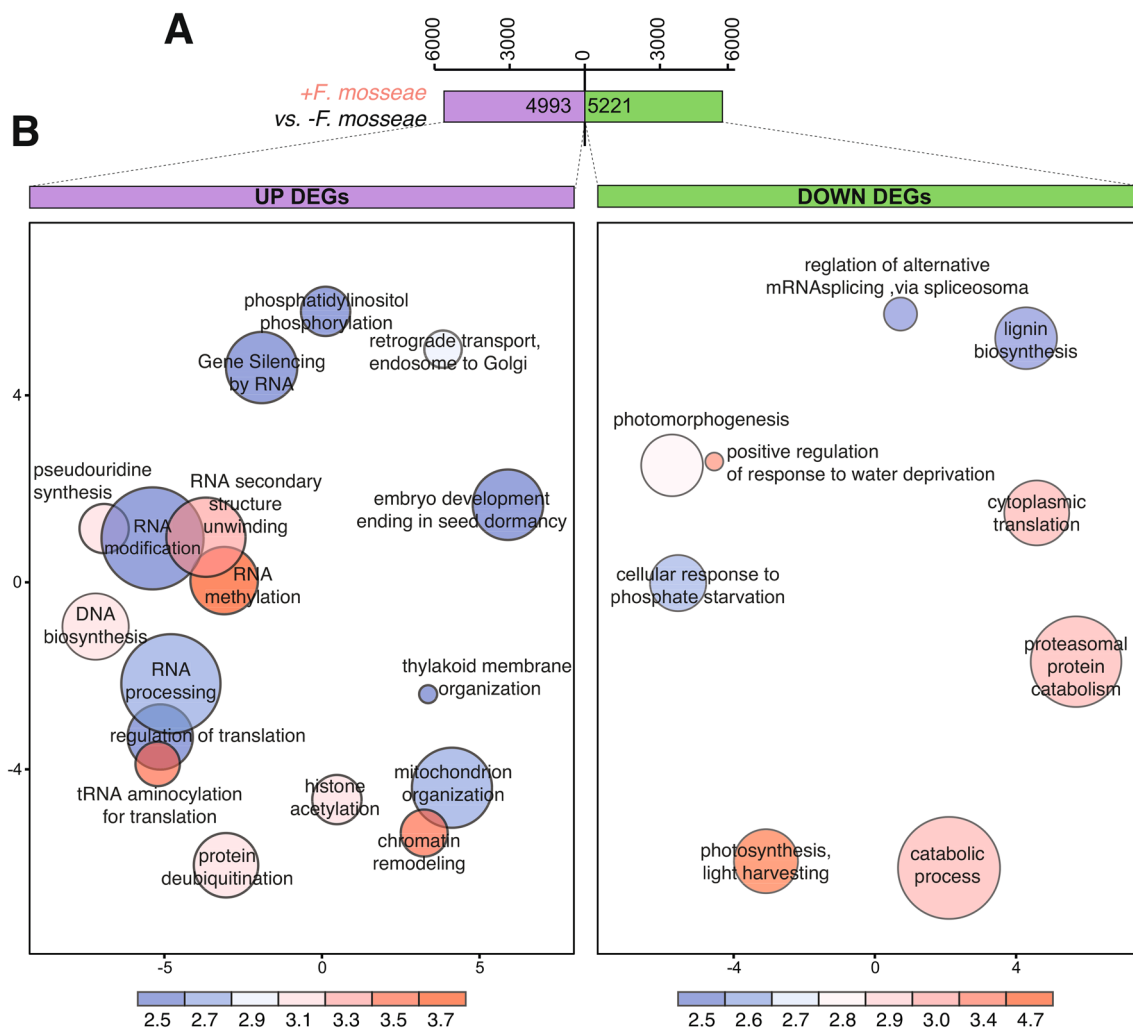 A
6000 3000 0 3000 6000
+F. mosseae
vs. -F. mosseae
4993 5221
B
UP DEGs
phosphatidylinositol
phosphorylation
retrograde transport,
endosome to Golgi
Gene Silencing
by RNA
4
pseudouridine
synthesis
RNA secondary
structure
unwinding
embryo development
ending in seed dormancy
RNA
modification
0
RNA
methylation
DNA
biosynthesis
RNA
processing
thylakoid membrane
organization
regulation of translation
-4
tRNA aminocylation
for translation
histone
acetylation
mitochondrion
organization
chromatin
remodeling
protein
deubiquitination
-5 0 5
2.5 2.7 2.9 3.1 3.3 3.5 3.7
DOWN DEGs
reglation of alternative
mRNAsplicing ,via spliceosoma
lignin
biosynthesis
photomorphogenesis
positive regulation
of response to water deprivation
cytoplasmic
translation
cellular response to
phosphate starvation
proteasomal
protein
catabolism
photosynthesis,
light harvesting
catabolic
process
-4 0 4
2.5 2.6 2.7 2.8 2.9 3.0 3.4 4.7